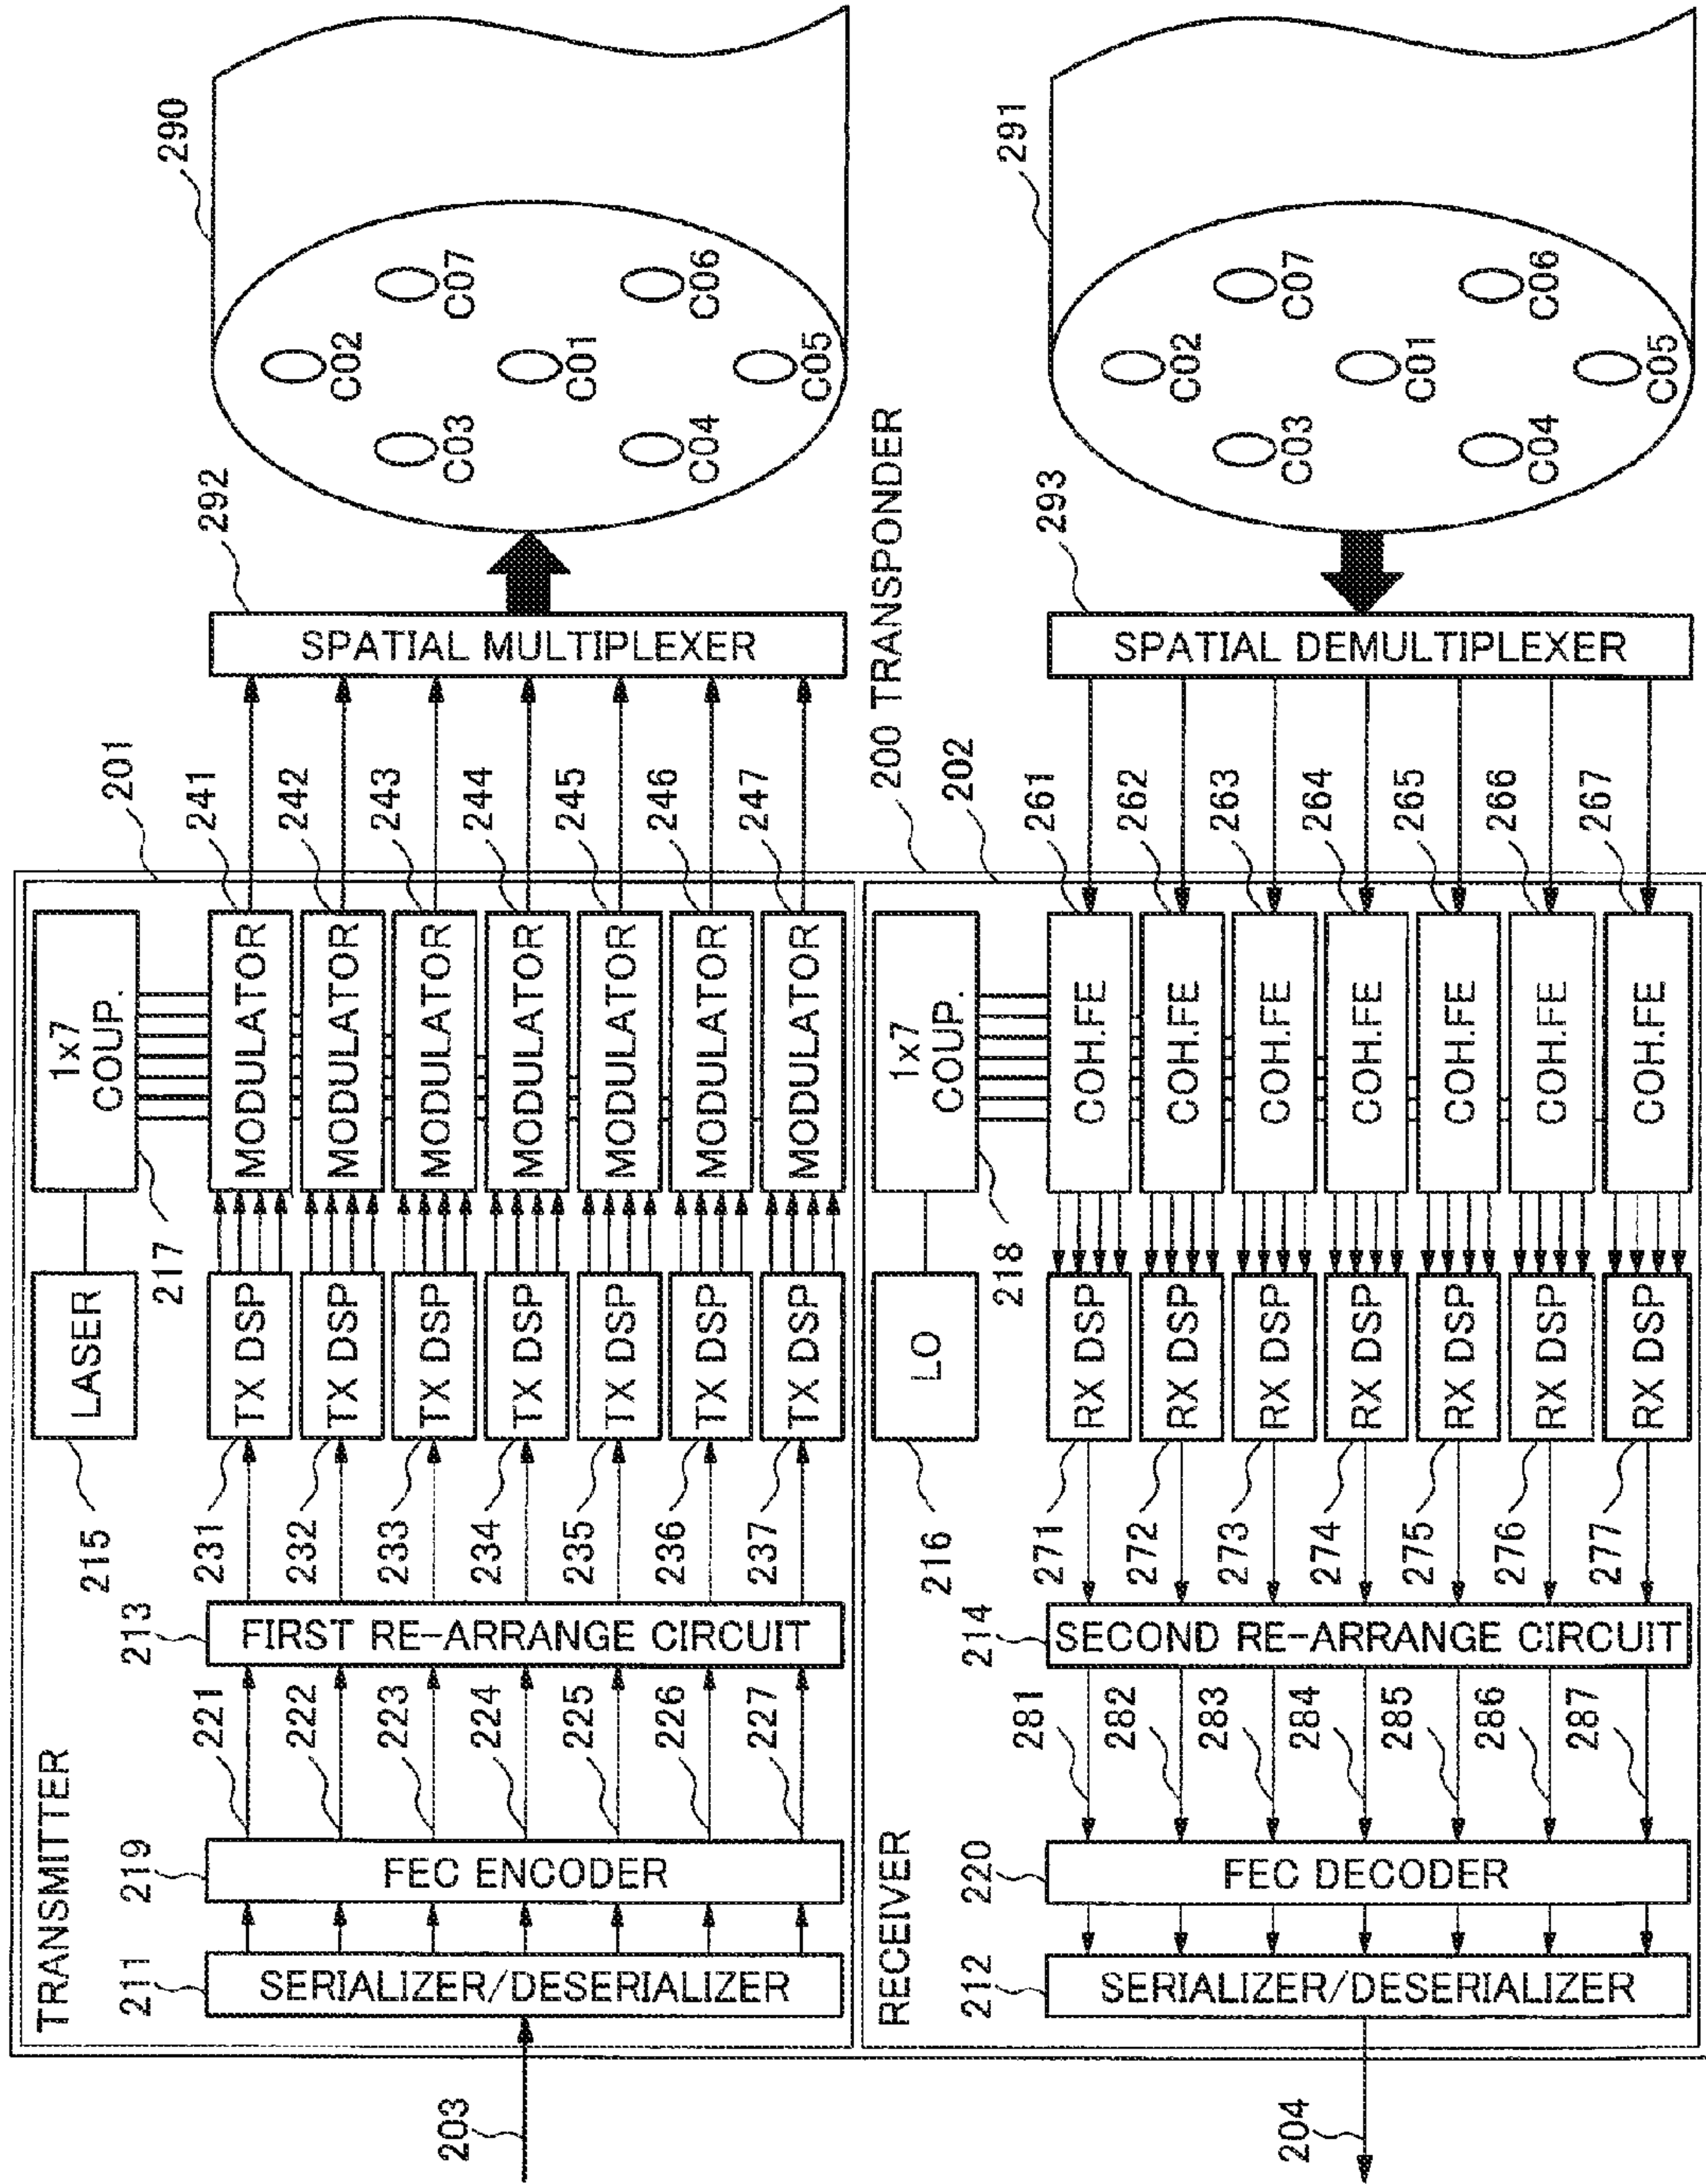 TRANSMITTER
203
211
SERIALIZER/DESERIALIZER
219
FEC ENCODER
221
222
223
224
225
226
227
213
FIRST RE-ARRANGE CIRCUIT
215
LASER
217
1x7
COUP.
231
232
233
234
235
236
237
TX DSP
TX DSP
TX DSP
TX DSP
TX DSP
TX DSP
TX DSP
MODULATOR
MODULATOR
MODULATOR
MODULATOR
MODULATOR
MODULATOR
MODULATOR
201
241
242
243
244
245
246
247
292
SPATIAL MULTIPLEXER
290
C02
C03
C07
C01
C04
C06
C05
200 TRANSPONDER
202
RECEIVER
204
212
SERIALIZER/DESERIALIZER
220
FEC DECODER
281
282
283
284
285
286
287
214
SECOND RE-ARRANGE CIRCUIT
216
LO
218
1x7
COUP.
271
272
273
274
275
276
277
RX DSP
RX DSP
RX DSP
RX DSP
RX DSP
RX DSP
RX DSP
COH.FE
COH.FE
COH.FE
COH.FE
COH.FE
COH.FE
COH.FE
261
262
263
264
265
266
267
293
SPATIAL DEMULTIPLEXER
291
C02
C03
C07
C01
C04
C06
C05